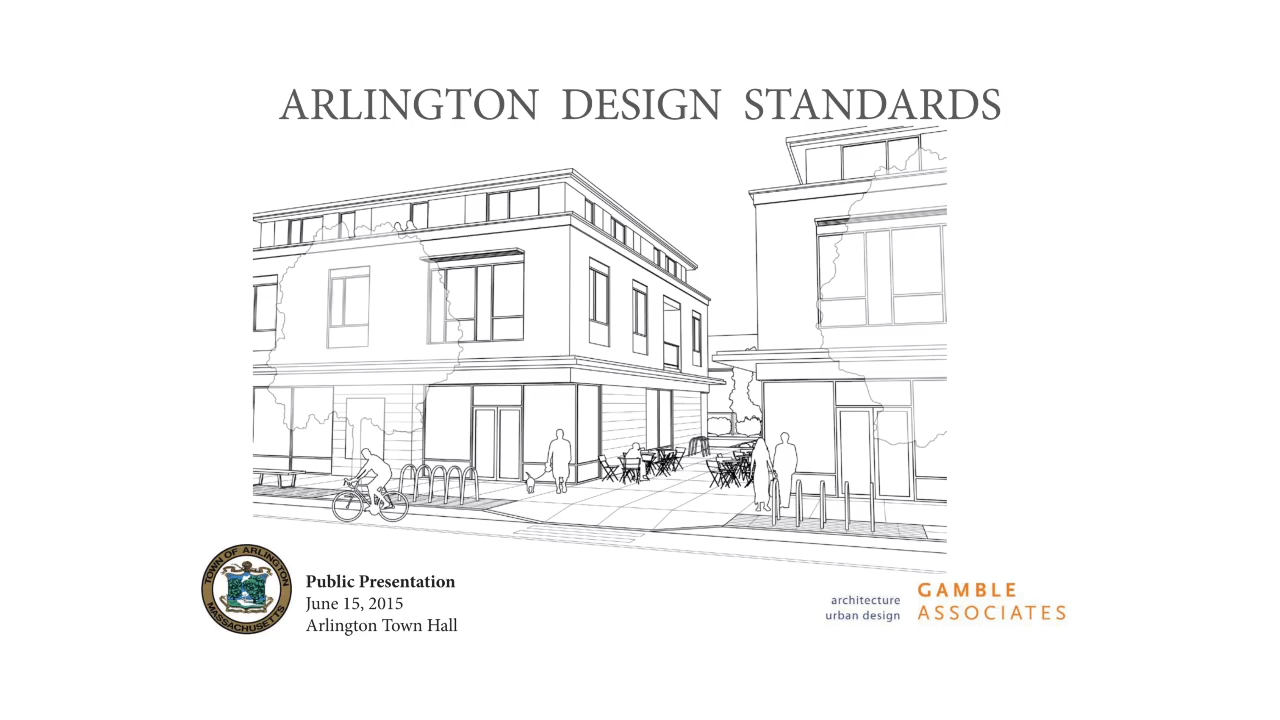 ARLINGTON DESIGN STANDARDS
TOWN OF ARLINGTON
MASSACHUSETTS
Public Presentation
June 15, 2015
Arlington Town Hall
architecture
urban design
GAMBLE
ASSOCIATES